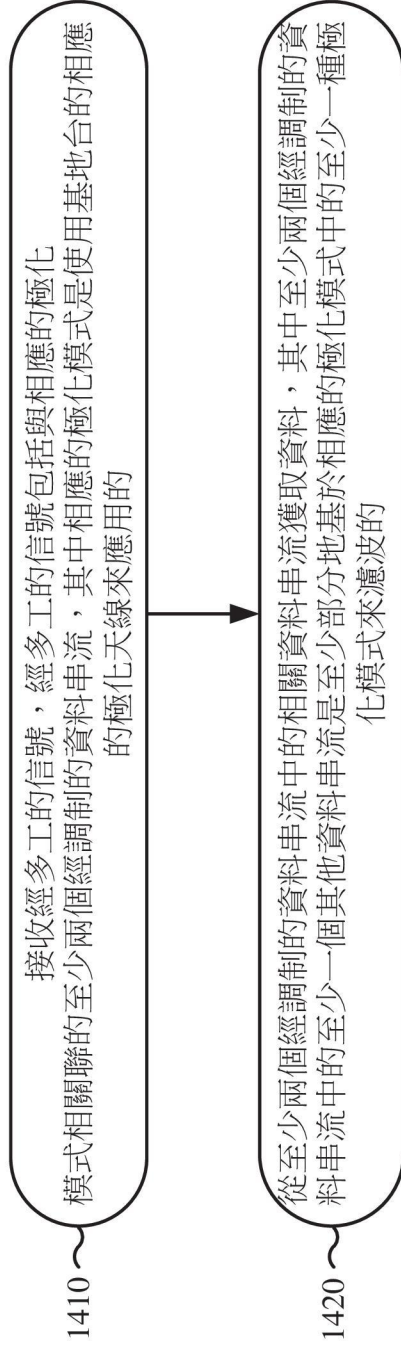 1410
接收經多工的信號，經多工的信號包括與相應的極化
模式相關聯的至少兩個經調制的資料串流，其中相應的極化模式是使用基地台的相應
的極化天線來應用的
1420
從至少兩個經調制的資料串流中的相關資料串流獲取資料，其中至少兩個經調制的資
料串流中的至少一個其他資料串流是至少部分地基於相應的極化模式中的至少一種極
化模式來濾波的